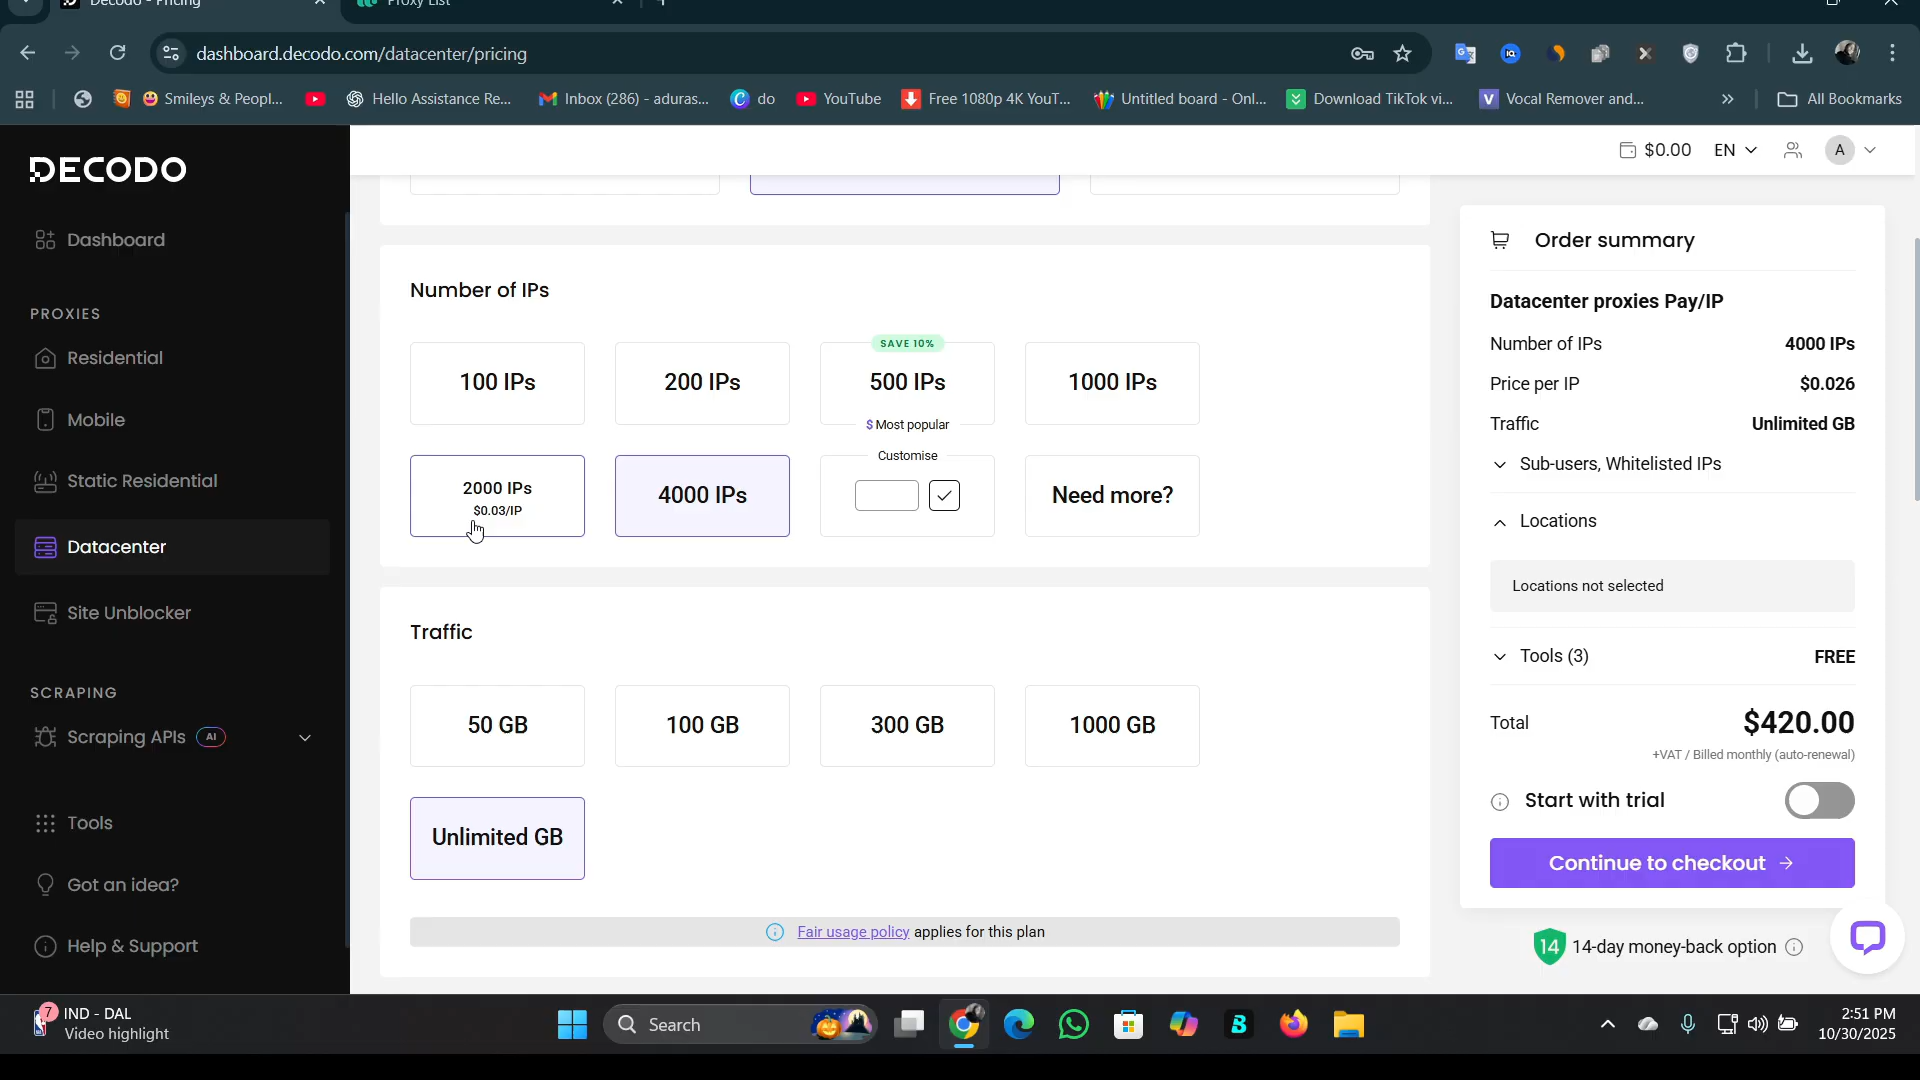 Decodo - Pricing
Proxy List
dashboard.decodo.com/datacenter/pricing
Smileys & Peopl...
Hello Assistance Re...
Inbox (286) - aduras...
do
YouTube
Free 1080p 4K YouT...
Untitled board - Onl...
Download TikTok vi...
Vocal Remover and...
All Bookmarks
DECODO
$0.00
EN
A
Dashboard
PROXIES
Residential
Mobile
Static Residential
Datacenter
Site Unblocker
SCRAPING
Scraping APIs
AI
Tools
Got an idea?
Help & Support
Number of IPs
100 IPs
200 IPs
SAVE 10%
500 IPs
$ Most popular
1000 IPs
2000 IPs
$0.03/IP
4000 IPs
Customise
Need more?
Traffic
50 GB
100 GB
300 GB
1000 GB
Unlimited GB
Fair usage policy applies for this plan
Order summary
Datacenter proxies Pay/IP
Number of IPs 4000 IPs
Price per IP $0.026
Traffic Unlimited GB
Sub-users, Whitelisted IPs
Locations
Locations not selected
Tools (3) FREE
Total $420.00
+VAT / Billed monthly (auto-renewal)
Start with trial
Continue to checkout
14 14-day money-back option
7
IND - DAL
Video highlight
Search
2:51 PM
10/30/2025